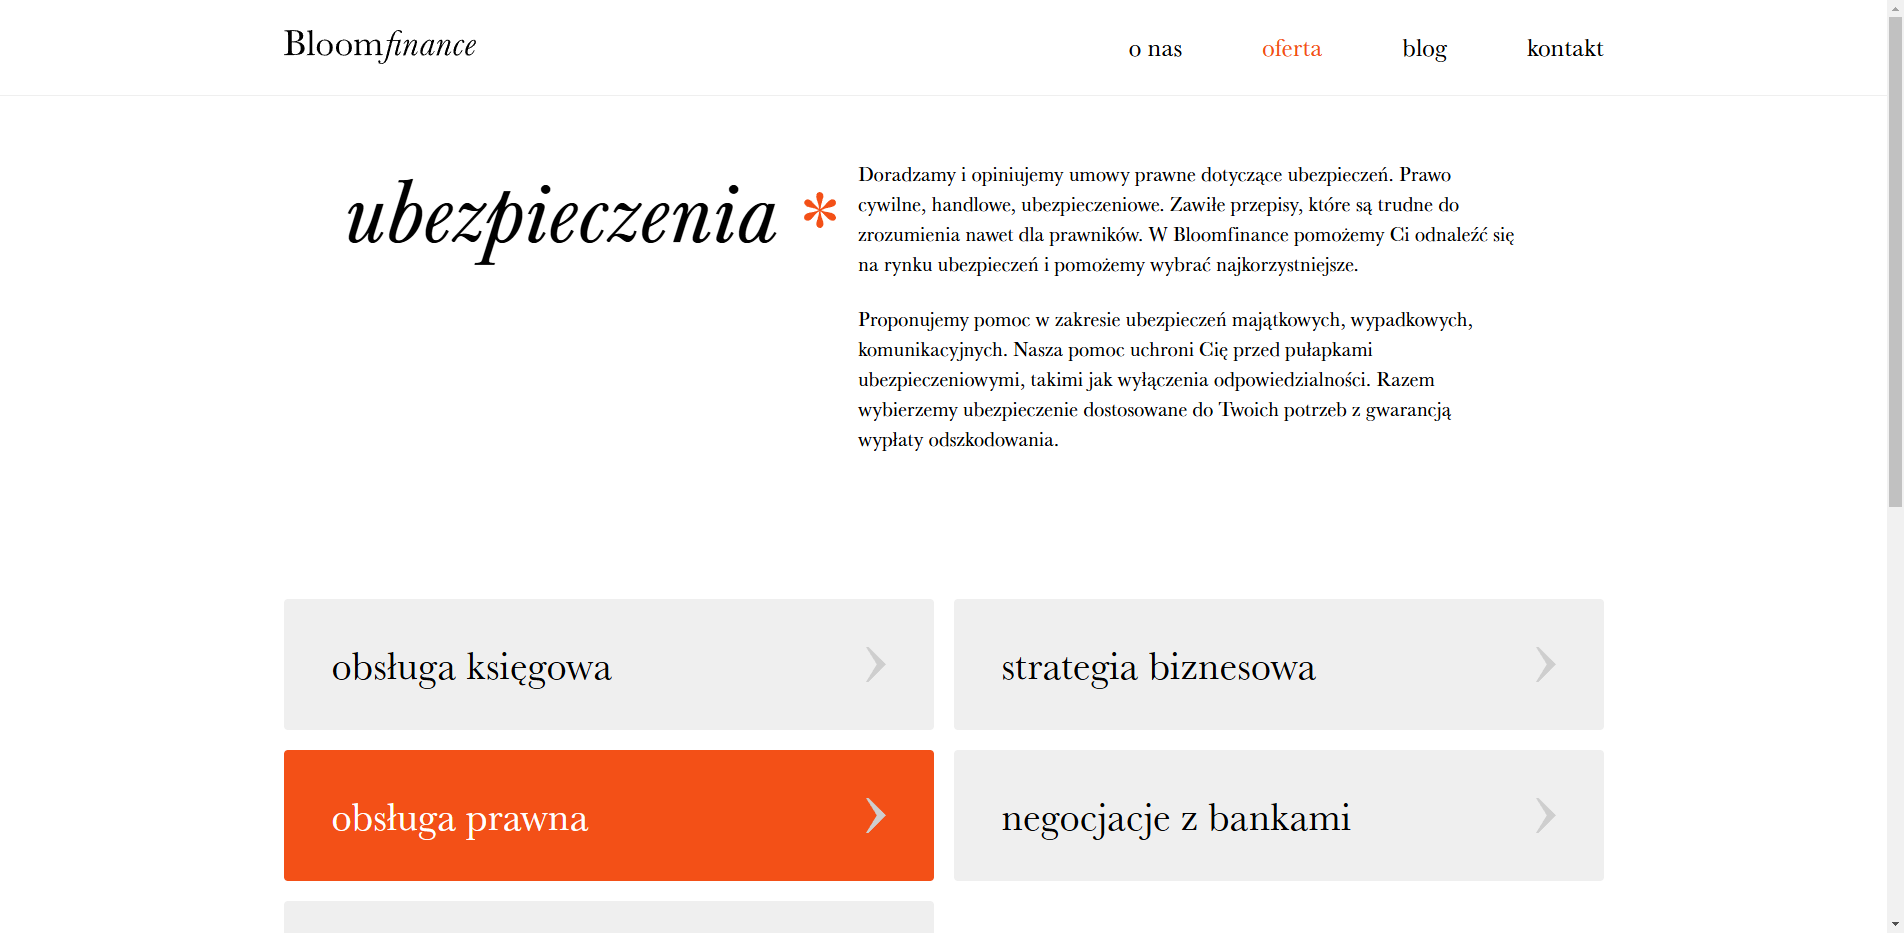 Bloomfinance
o nas
oferta
blog
kontakt
ubezpieczenia *
Doradzamy i opiniujemy umowy prawne dotyczące ubezpieczeń. Prawo
cywilne, handlowe, ubezpieczeniowe. Zawiłe przepisy, które są trudne do
zrozumienia nawet dla prawników. W Bloomfinance pomożemy Ci odnaleźć się
na rynku ubezpieczeń i pomożemy wybrać najkorzystniejsze.
Proponujemy pomoc w zakresie ubezpieczeń majątkowych, wypadkowych,
komunikacyjnych. Nasza pomoc uchroni Cię przed pułapkami
ubezpieczeniowymi, takimi jak wyłączenia odpowiedzialności. Razem
wybierzemy ubezpieczenie dostosowane do Twoich potrzeb z gwarancją
wypłaty odszkodowania.
obsługa księgowa
strategia biznesowa
obsługa prawna
negocjacje z bankami